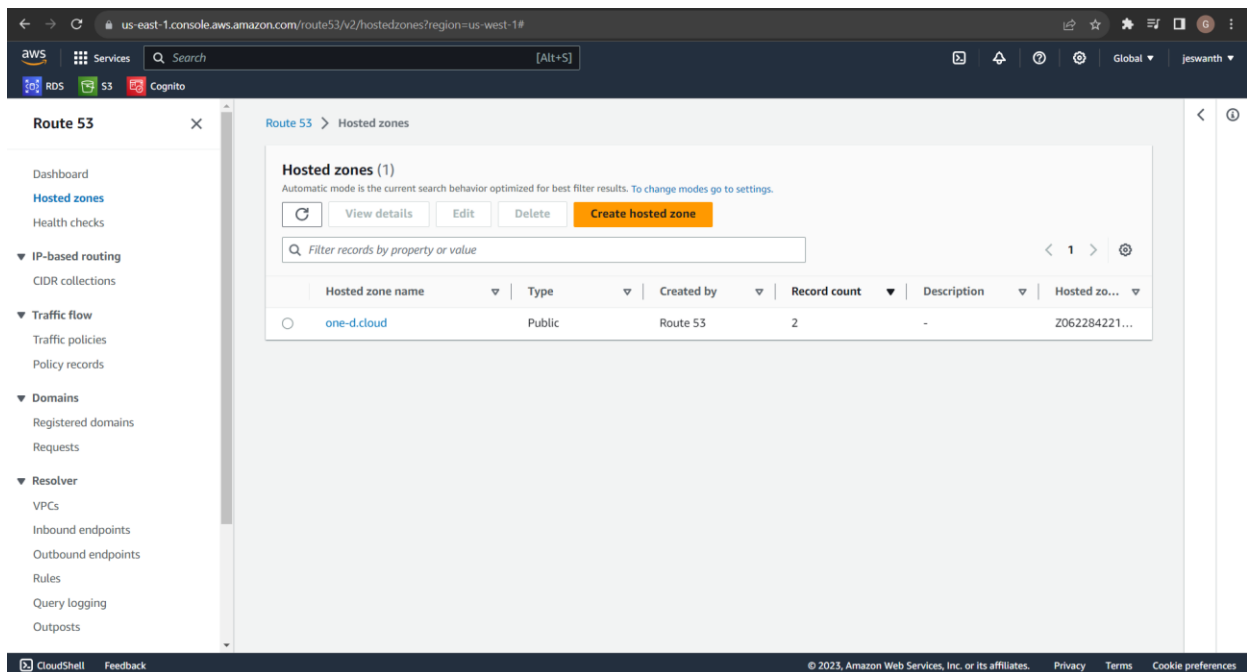 us-east-1.console.aws.amazon.com/route53/v2/hostedzones?region=us-west-1#
G
aws
Services
Search
[Alt+S]
Global
jeswanth
RDS
S3
Cognito
Route 53
Dashboard
Hosted zones
Health checks
IP-based routing
CIDR collections
Traffic flow
Traffic policies
Policy records
Domains
Registered domains
Requests
Resolver
VPCs
Inbound endpoints
Outbound endpoints
Rules
Query logging
Outposts
Route 53 > Hosted zones
Hosted zones (1)
Automatic mode is the current search behavior optimized for best filter results. To change modes go to settings.
View details Edit Delete Create hosted zone
Filter records by property or value
< 1 >
Hosted zone name Type Created by Record count Description Hosted zo...
one-d.cloud Public Route 53 2 - Z062284221...
CloudShell Feedback © 2023, Amazon Web Services, Inc. or its affiliates. Privacy Terms Cookie preferences